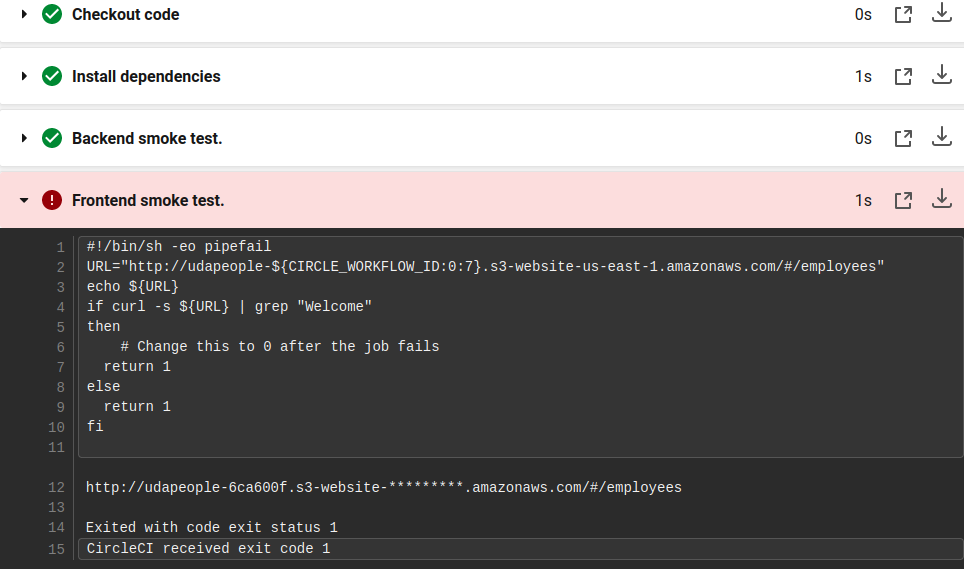 Checkout code 0s
Install dependencies 1s
Backend smoke test. 0s
! Frontend smoke test. 1s
1 #!/bin/sh -eo pipefail
2 URL="http://udapeople-${CIRCLE_WORKFLOW_ID:0:7}.s3-website-us-east-1.amazonaws.com/#/employees"
3 echo ${URL}
4 if curl -s ${URL} | grep "Welcome"
5 then
6     # Change this to 0 after the job fails
7   return 1
8 else
9   return 1
10 fi
11
12 http://udapeople-6ca600f.s3-website-*********.amazonaws.com/#/employees
13
14 Exited with code exit status 1
15 CircleCI received exit code 1